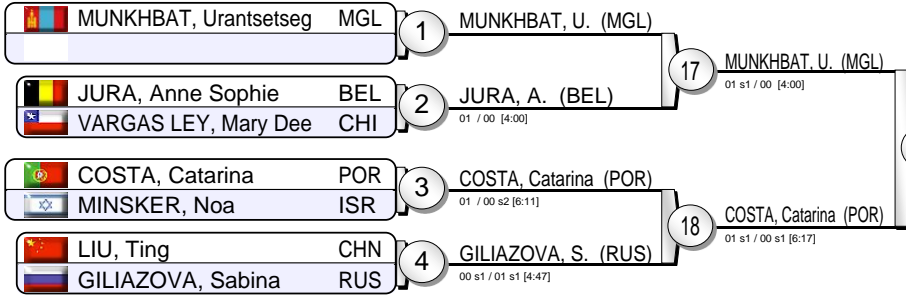 MUNKHBAT, Urantsetseg MGL
1
MUNKHBAT, U. (MGL)
17
MUNKHBAT, U. (MGL)
01 s1 / 00 [4:00]
JURA, Anne Sophie BEL
VARGAS LEY, Mary Dee CHI
2
JURA, A. (BEL)
01 / 00 [4:00]
COSTA, Catarina POR
MINSKER, Noa ISR
3
COSTA, Catarina (POR)
01 / 00 s2 [6:11]
18
COSTA, Catarina (POR)
01 s1 / 00 s1 [6:17]
LIU, Ting CHN
GILIAZOVA, Sabina RUS
4
GILIAZOVA, S. (RUS)
00 s1 / 01 s1 [4:47]